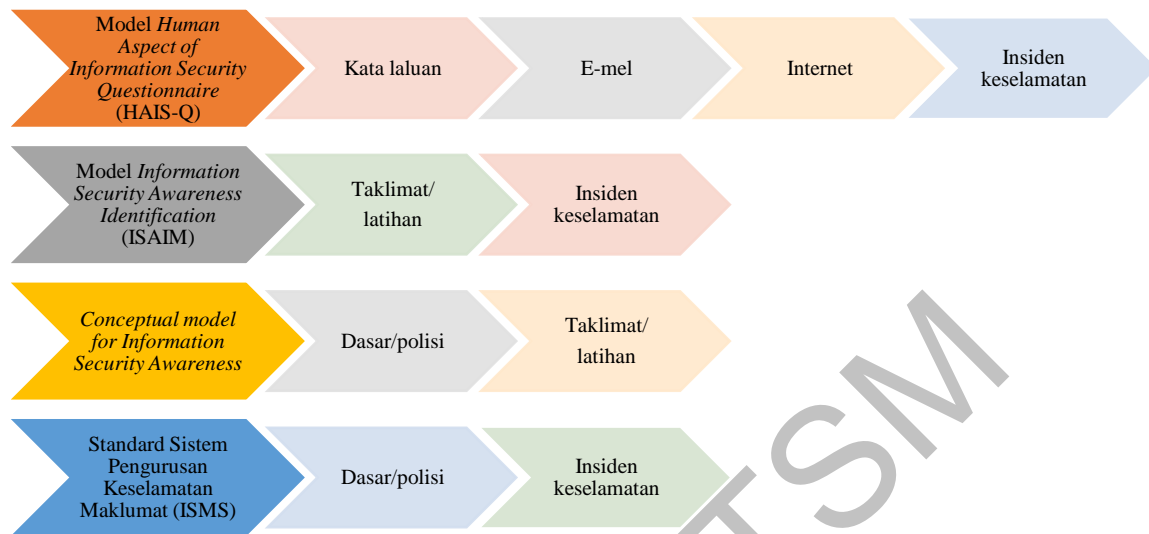 Model Human
Aspect of
Information Security
Questionnaire
(HAIS-Q)
Kata laluan
E-mel
Internet
Insiden
keselamatan
Model Information
Security Awareness
Identification
(ISAIM)
Taklimat/
latihan
Insiden
keselamatan
Conceptual model
for Information
Security Awareness
Dasar/polisi
Taklimat/
latihan
Standard Sistem
Pengurusan
Keselamatan
Maklumat (ISMS)
Dasar/polisi
Insiden
keselamatan
TSM